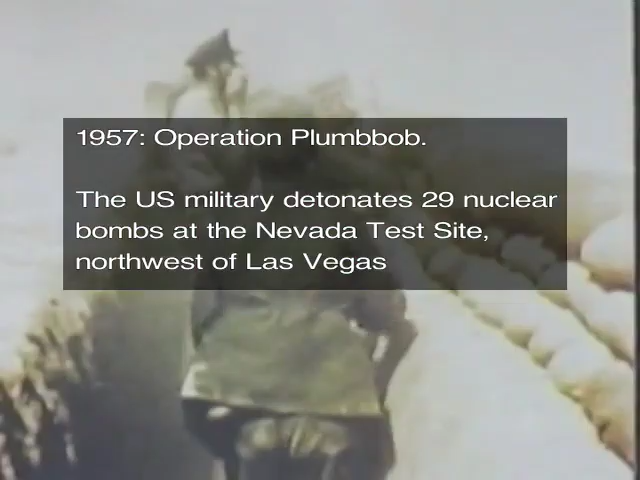 1957: Operation Plumbbob.
The US military detonates 29 nuclear
bombs at the Nevada Test Site,
northwest of Las Vegas